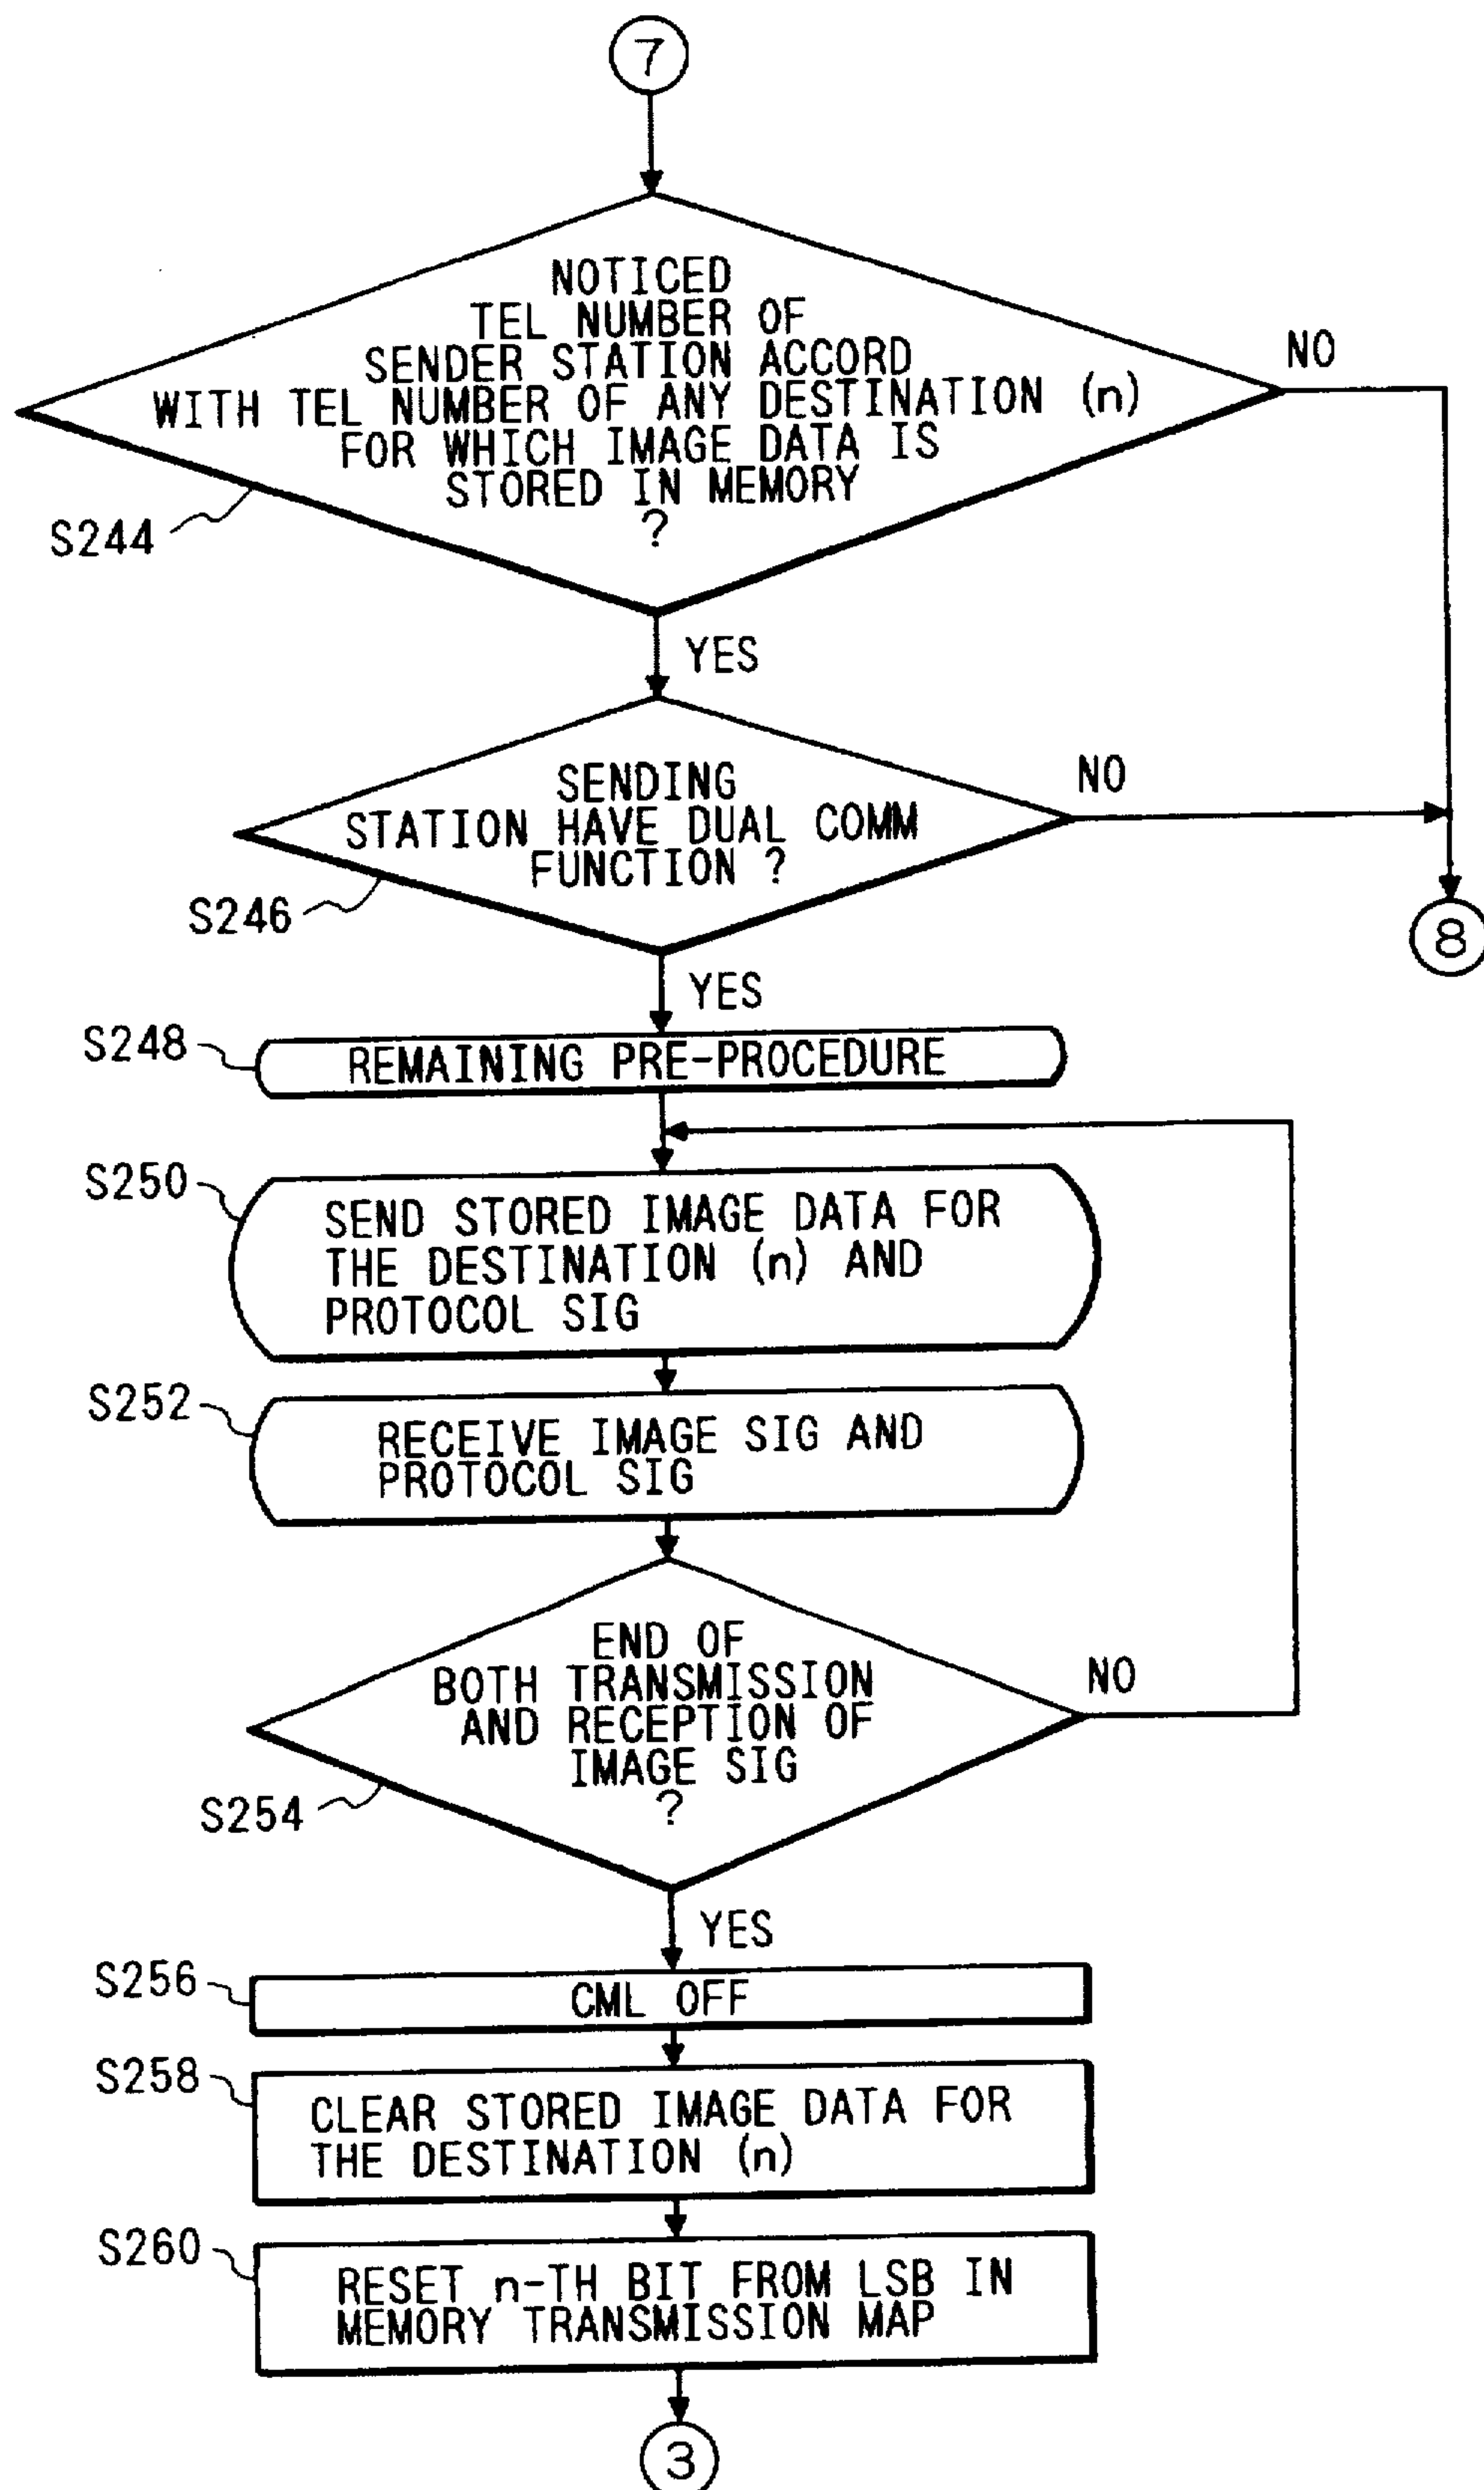 7
NOTICED
TEL NUMBER OF
SENDER STATION ACCORD
WITH TEL NUMBER OF ANY DESTINATION (n)
FOR WHICH IMAGE DATA IS
STORED IN MEMORY
?
NO
S244
YES
SENDING
STATION HAVE DUAL COMM
FUNCTION ?
NO
S246
8
YES
S248
REMAINING PRE-PROCEDURE
S250
SEND STORED IMAGE DATA FOR
THE DESTINATION (n) AND
PROTOCOL SIG
S252
RECEIVE IMAGE SIG AND
PROTOCOL SIG
END OF
BOTH TRANSMISSION
AND RECEPTION OF
IMAGE SIG
?
NO
S254
YES
S256
CML OFF
S258
CLEAR STORED IMAGE DATA FOR
THE DESTINATION (n)
S260
RESET n-TH BIT FROM LSB IN
MEMORY TRANSMISSION MAP
3